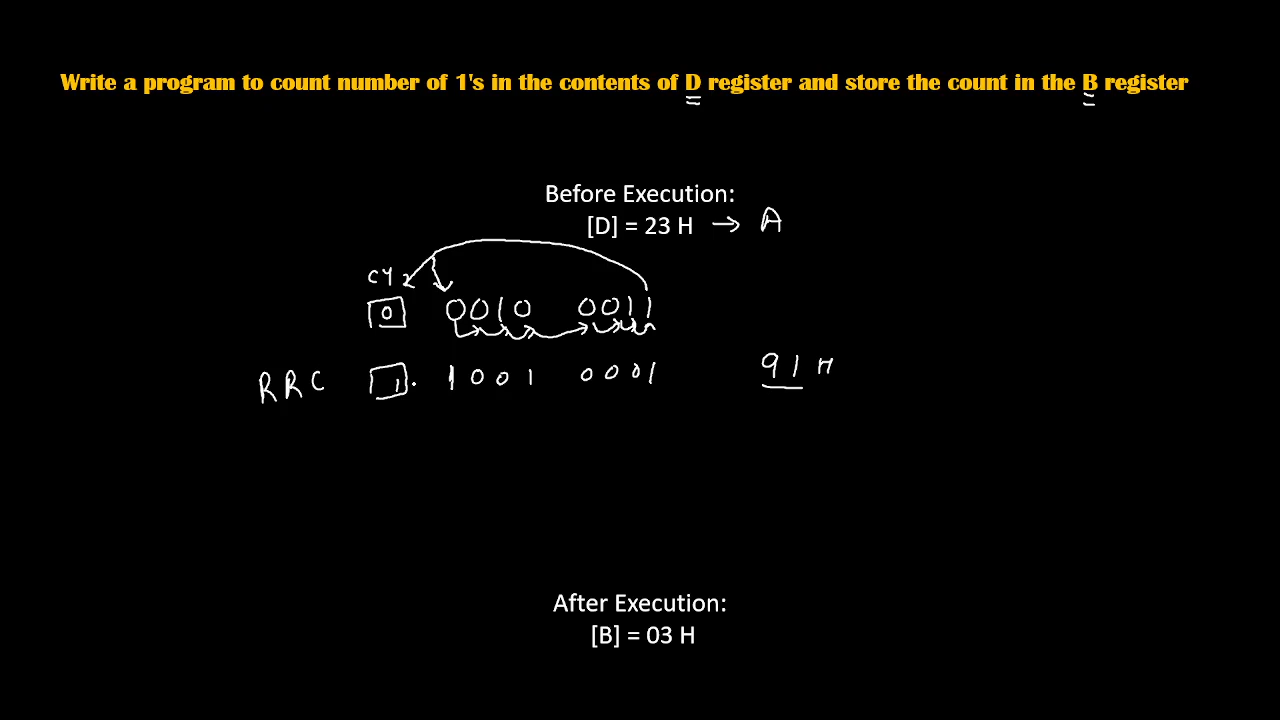 Write a program to count number of 1's in the contents of D register and store the count in the B register
Before Execution:
[D] = 23 H → A
CY
0 0010 0011
RRC 1 1001 0001 91 H
After Execution:
[B] = 03 H